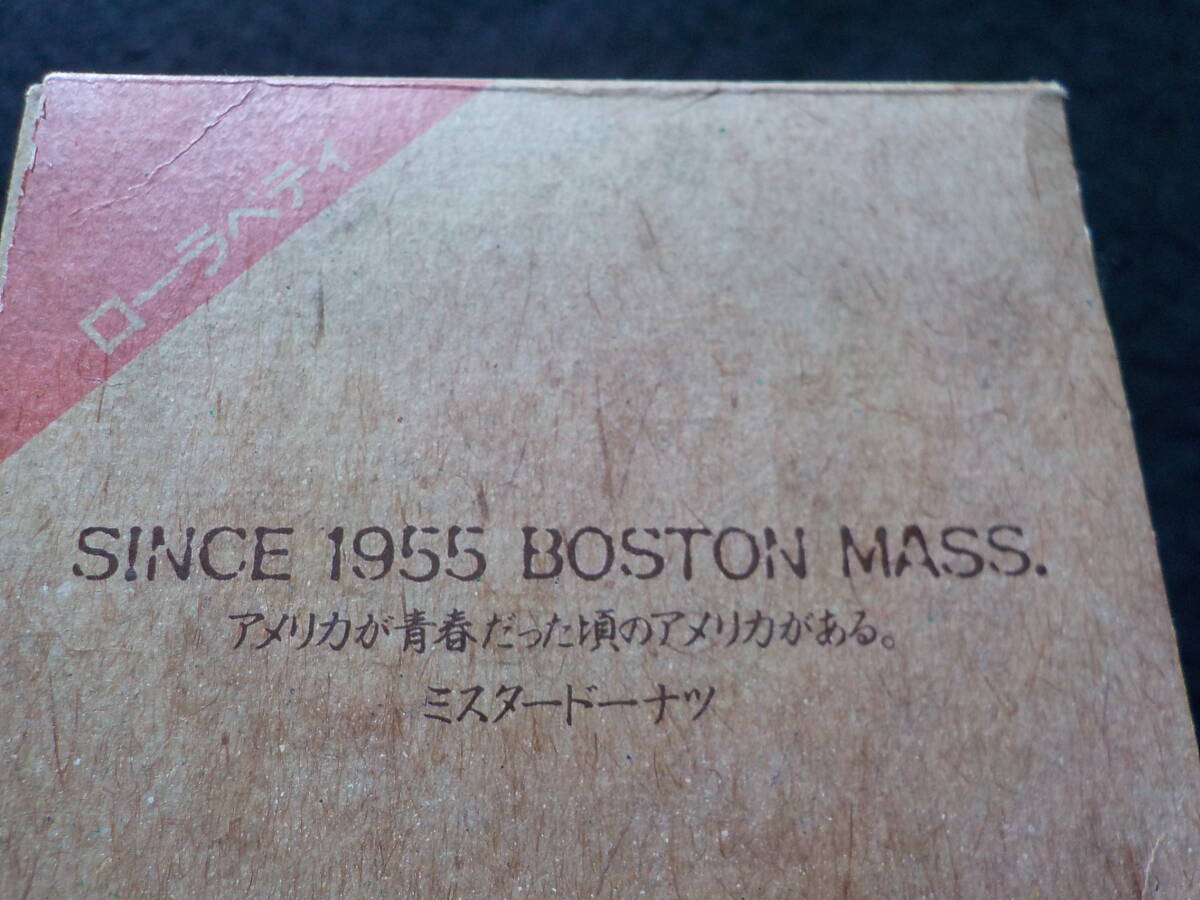 ローラベティ
SINCE 1955 BOSTON MASS.
アメリカが青春だった頃のアメリカがある。
ミスタードーナツ